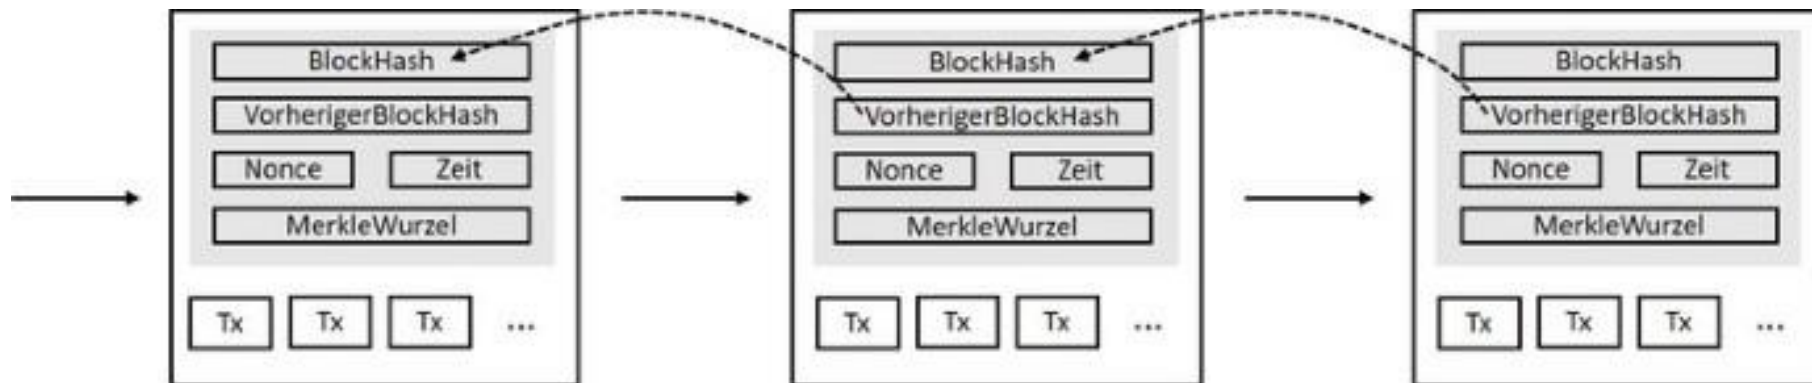 BlockHash
VorherigerBlockHash
Nonce Zeit
MerkleWurzel
Tx Tx Tx ...
BlockHash
VorherigerBlockHash
Nonce Zeit
MerkleWurzel
Tx Tx Tx ...
BlockHash
VorherigerBlockHash
Nonce Zeit
MerkleWurzel
Tx Tx Tx ...